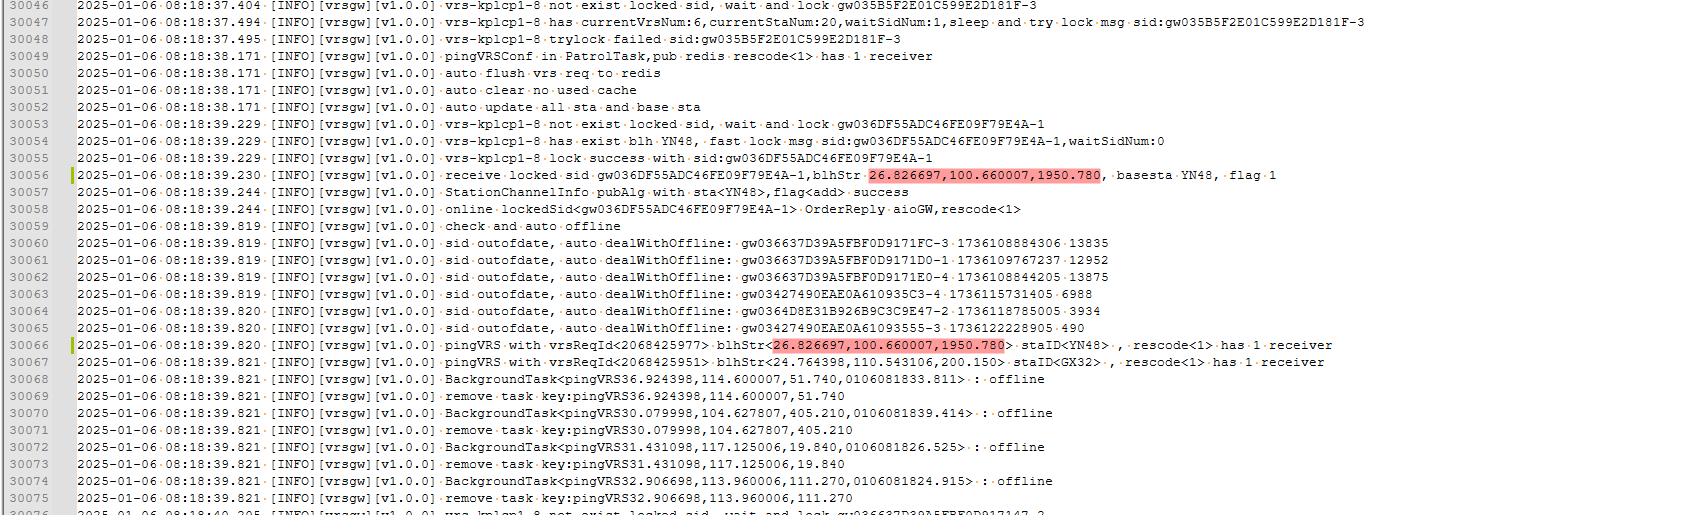 30046 2025-01-06 08:18:37.404 [INFO][vrsgw][v1.0.0] vrs-kplcp1-8 not exist locked sid, wait and lock gw035B5F2E01C599E2D181F-3
30047 2025-01-06 08:18:37.494 [INFO][vrsgw][v1.0.0] vrs-kplcp1-8 has currentVrsNum:6,currentStaNum:20,waitSidNum:1,sleep and try lock msg sid:gw035B5F2E01C599E2D181F-3
30048 2025-01-06 08:18:37.495 [INFO][vrsgw][v1.0.0] vrs-kplcp1-8 trylock failed sid:gw035B5F2E01C599E2D181F-3
30049 2025-01-06 08:18:38.171 [INFO][vrsgw][v1.0.0] pingVRSConf in PatrolTask,pub redis rescode<1> has 1 receiver
30050 2025-01-06 08:18:38.171 [INFO][vrsgw][v1.0.0] auto flush vrs req to redis
30051 2025-01-06 08:18:38.171 [INFO][vrsgw][v1.0.0] auto clear no used cache
30052 2025-01-06 08:18:38.171 [INFO][vrsgw][v1.0.0] auto update all sta and base sta
30053 2025-01-06 08:18:39.229 [INFO][vrsgw][v1.0.0] vrs-kplcp1-8 not exist locked sid, wait and lock gw036DF55ADC46FE09F79E4A-1
30054 2025-01-06 08:18:39.229 [INFO][vrsgw][v1.0.0] vrs-kplcp1-8 has exist blh YN48, fast lock msg sid:gw036DF55ADC46FE09F79E4A-1,waitSidNum:0
30055 2025-01-06 08:18:39.229 [INFO][vrsgw][v1.0.0] vrs-kplcp1-8 lock success with sid:gw036DF55ADC46FE09F79E4A-1
30056 2025-01-06 08:18:39.230 [INFO][vrsgw][v1.0.0] receive locked sid gw036DF55ADC46FE09F79E4A-1,blhStr 26.826697,100.660007,1950.780, basesta YN48, flag 1
30057 2025-01-06 08:18:39.244 [INFO][vrsgw][v1.0.0] StationChannelInfo pubAlg with sta<YN48>,flag<add> success
30058 2025-01-06 08:18:39.244 [INFO][vrsgw][v1.0.0] online lockedSid<gw036DF55ADC46FE09F79E4A-1> OrderReply aioGW,rescode<1>
30059 2025-01-06 08:18:39.819 [INFO][vrsgw][v1.0.0] check and auto offline
30060 2025-01-06 08:18:39.819 [INFO][vrsgw][v1.0.0] sid outofdate, auto dealWithOffline: gw036637D39A5FBF0D9171FC-3 1736108884306 13835
30061 2025-01-06 08:18:39.819 [INFO][vrsgw][v1.0.0] sid outofdate, auto dealWithOffline: gw036637D39A5FBF0D9171D0-1 1736109767237 12952
30062 2025-01-06 08:18:39.819 [INFO][vrsgw][v1.0.0] sid outofdate, auto dealWithOffline: gw036637D39A5FBF0D9171E0-4 1736108844205 13875
30063 2025-01-06 08:18:39.819 [INFO][vrsgw][v1.0.0] sid outofdate, auto dealWithOffline: gw03427490EAE0A610935C3-4 1736115731405 6988
30064 2025-01-06 08:18:39.820 [INFO][vrsgw][v1.0.0] sid outofdate, auto dealWithOffline: gw0364D8E31B926B9C3C9E47-2 1736118785005 3934
30065 2025-01-06 08:18:39.820 [INFO][vrsgw][v1.0.0] sid outofdate, auto dealWithOffline: gw03427490EAE0A61093555-3 1736122228905 490
30066 2025-01-06 08:18:39.820 [INFO][vrsgw][v1.0.0] pingVRS with vrsReqId<2068425977> blhStr<26.826697,100.660007,1950.780> staID<YN48> , rescode<1> has 1 receiver
30067 2025-01-06 08:18:39.821 [INFO][vrsgw][v1.0.0] pingVRS with vrsReqId<2068425951> blhStr<24.764398,110.543106,200.150> staID<GX32> , rescode<1> has 1 receiver
30068 2025-01-06 08:18:39.821 [INFO][vrsgw][v1.0.0] BackgroundTask<pingVRS36.924398,114.600007,51.740,0106081833.811> : offline
30069 2025-01-06 08:18:39.821 [INFO][vrsgw][v1.0.0] remove task key:pingVRS36.924398,114.600007,51.740
30070 2025-01-06 08:18:39.821 [INFO][vrsgw][v1.0.0] BackgroundTask<pingVRS30.079998,104.627807,405.210,0106081839.414> : offline
30071 2025-01-06 08:18:39.821 [INFO][vrsgw][v1.0.0] remove task key:pingVRS30.079998,104.627807,405.210
30072 2025-01-06 08:18:39.821 [INFO][vrsgw][v1.0.0] BackgroundTask<pingVRS31.431098,117.125006,19.840,0106081826.525> : offline
30073 2025-01-06 08:18:39.821 [INFO][vrsgw][v1.0.0] remove task key:pingVRS31.431098,117.125006,19.840
30074 2025-01-06 08:18:39.821 [INFO][vrsgw][v1.0.0] BackgroundTask<pingVRS32.906698,113.960006,111.270,0106081824.915> : offline
30075 2025-01-06 08:18:39.821 [INFO][vrsgw][v1.0.0] remove task key:pingVRS32.906698,113.960006,111.270
30076 2025-01-06 08:18:40.205 [INFO][vrsgw][v1.0.0] vrs-kplcp1-8 not exist locked sid, wait and lock